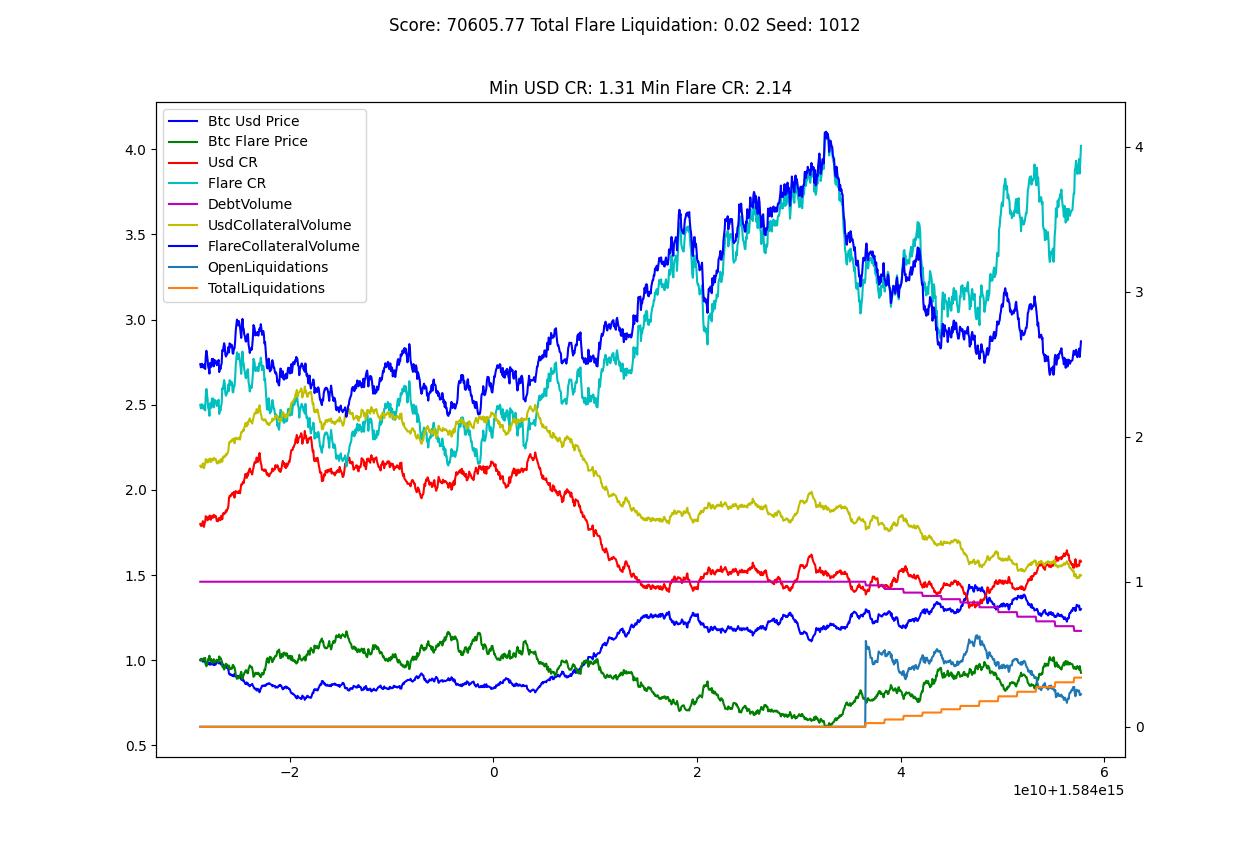 Score: 70605.77 Total Flare Liquidation: 0.02 Seed: 1012
Min USD CR: 1.31 Min Flare CR: 2.14
Btc Usd Price
Btc Flare Price
Usd CR
Flare CR
DebtVolume
UsdCollateralVolume
FlareCollateralVolume
OpenLiquidations
TotalLiquidations
4.0
3.5
3.0
2.5
2.0
1.5
1.0
0.5
4
3
2
1
0
−2
0
2
4
6
1e10+1.584e15